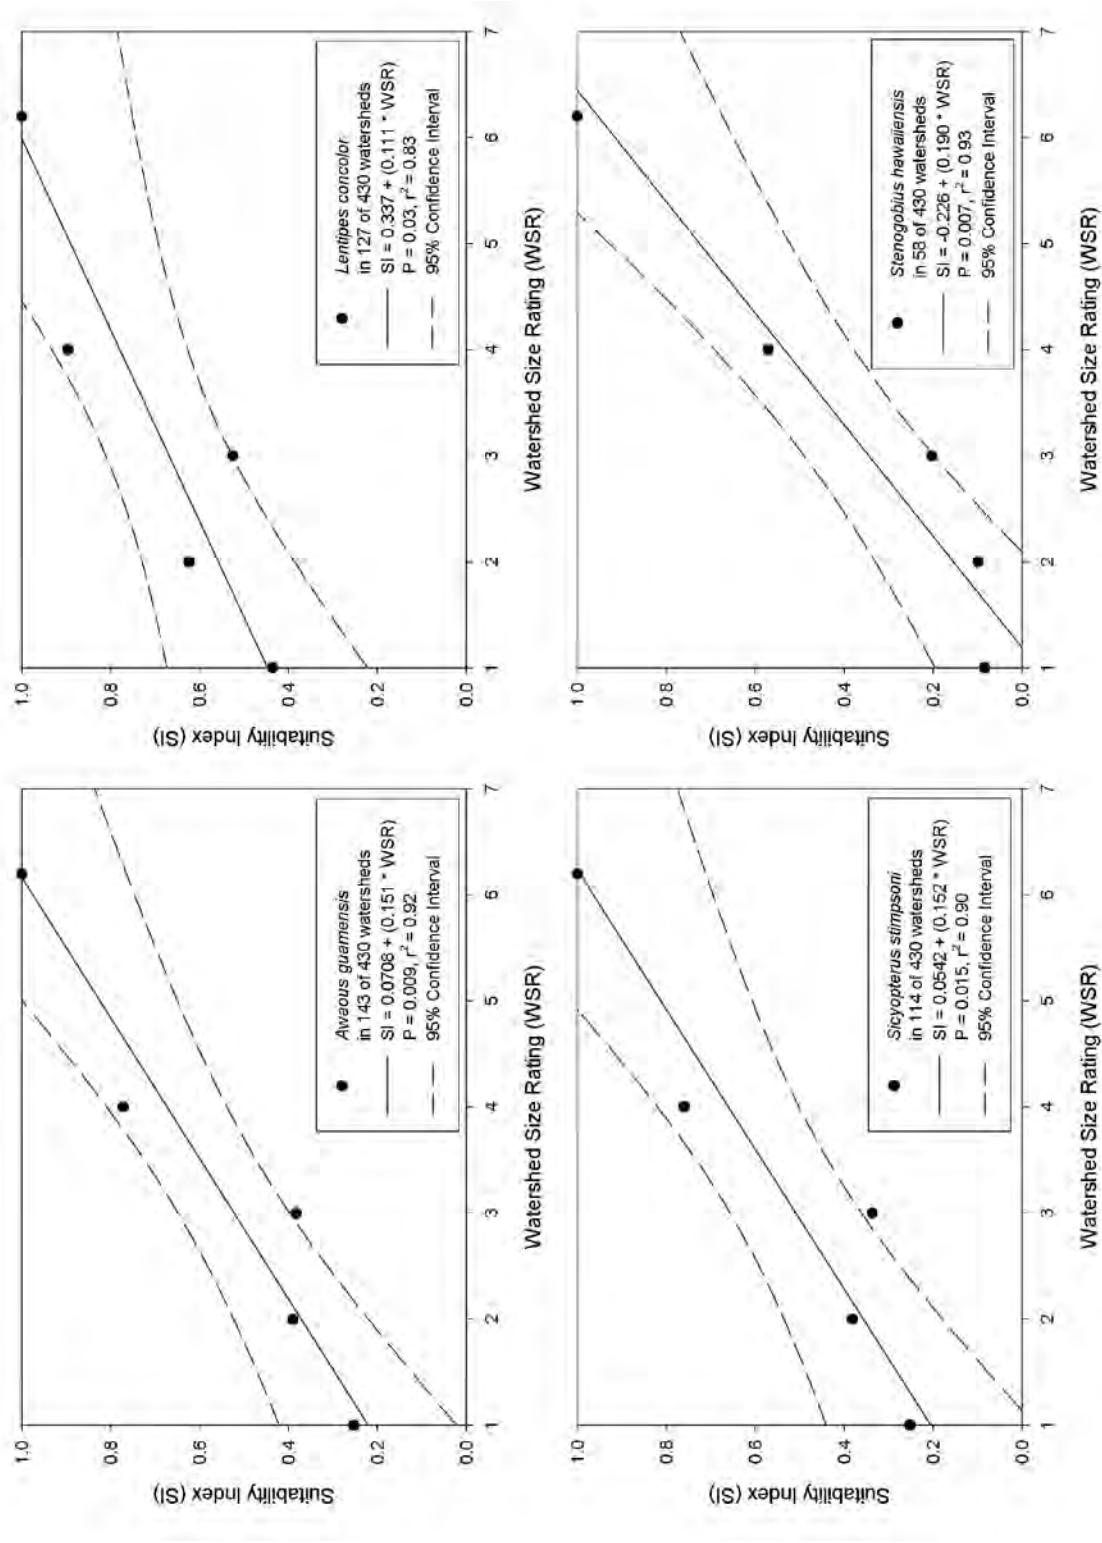 Suitability Index (SI)
1.0
0.8
0.6
0.4
0.2
0.0
1 2 3 4 5 6 7
Watershed Size Rating (WSR)
Awaous guamensis
in 143 of 430 watersheds
SI = 0.0708 + (0.151 * WSR)
P = 0.009, r² = 0.92
95% Confidence Interval
Suitability Index (SI)
1.0
0.8
0.6
0.4
0.2
0.0
1 2 3 4 5 6 7
Watershed Size Rating (WSR)
Lentipes concolor
in 127 of 430 watersheds
SI = 0.337 + (0.111 * WSR)
P = 0.03, r² = 0.83
95% Confidence Interval
Suitability Index (SI)
1.0
0.8
0.6
0.4
0.2
0.0
1 2 3 4 5 6 7
Watershed Size Rating (WSR)
Sicyopterus stimpsoni
in 114 of 430 watersheds
SI = 0.0542 + (0.152 * WSR)
P = 0.015, r² = 0.90
95% Confidence Interval
Suitability Index (SI)
1.0
0.8
0.6
0.4
0.2
0.0
1 2 3 4 5 6 7
Watershed Size Rating (WSR)
Stenogobius hawaiiensis
in 58 of 430 watersheds
SI = -0.226 + (0.190 * WSR)
P = 0.007, r² = 0.93
95% Confidence Interval